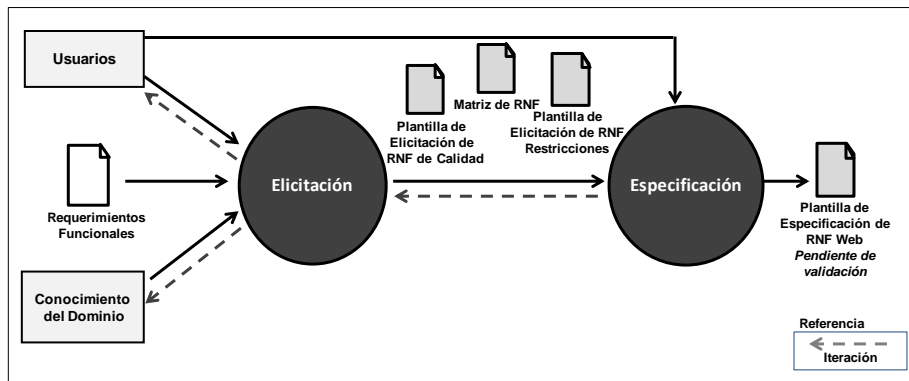 Usuarios
Requerimientos
Funcionales
Conocimiento
del Dominio
Elicitación
Plantilla de
Elicitación de
RNF de Calidad
Matriz de RNF
Plantilla de
Elicitación de RNF
Restricciones
Especificación
Plantilla de
Especificación de
RNF Web
Pendiente de
validación
Referencia
Iteración